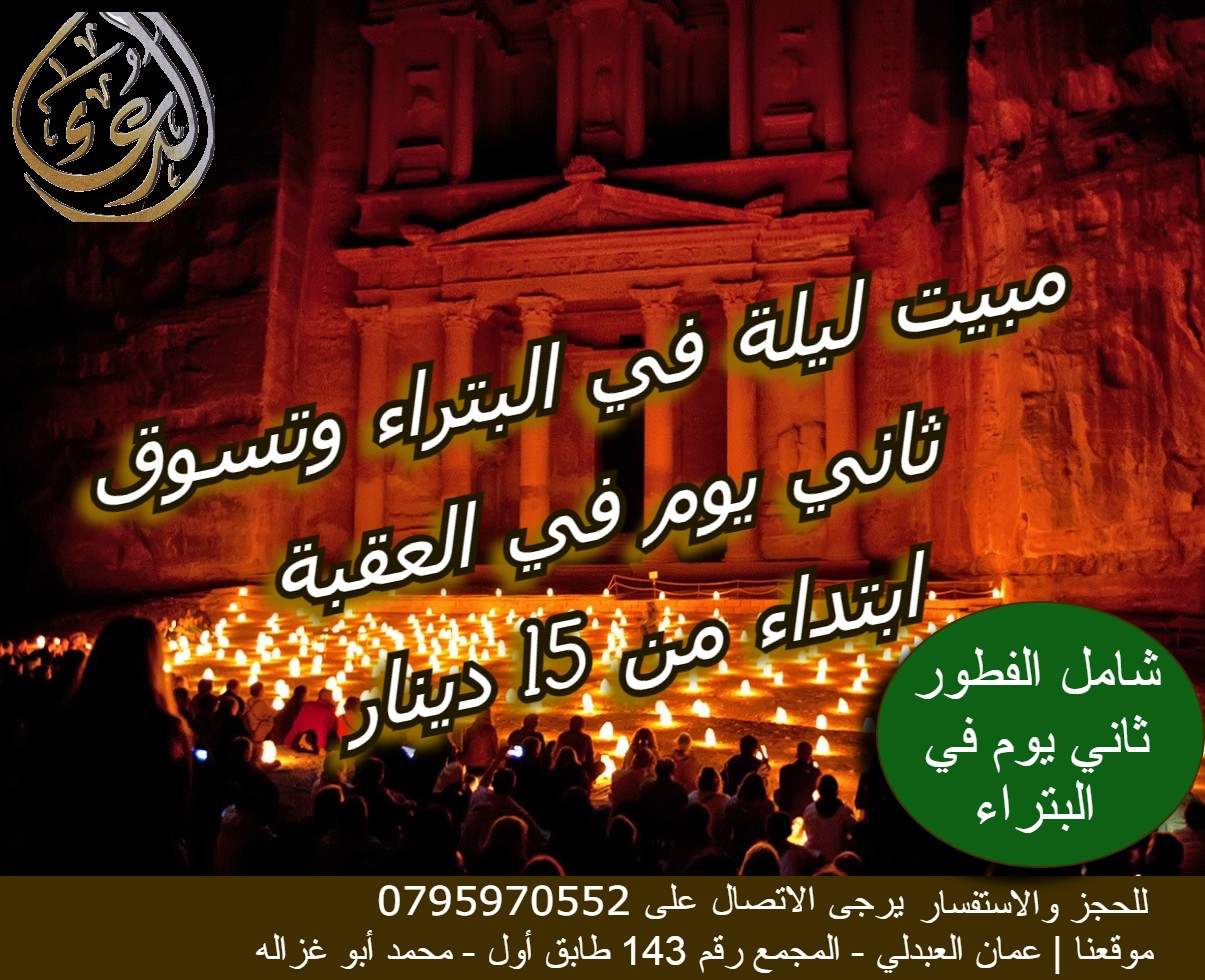 مبيت ليلة في البتراء وتسوق
ثاني يوم في العقبة
ابتداء من 15 دينار
شامل الفطور
ثاني يوم في
البتراء
للحجز والاستفسار يرجى الاتصال على 0795970552
موقعنا | عمان العبدلي - المجمع رقم 143 طابق أول - محمد أبو غزاله